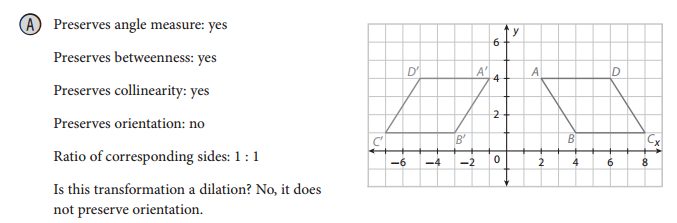 A Preserves angle measure: yes
Preserves betweenness: yes
Preserves collinearity: yes
Preserves orientation: no
Ratio of corresponding sides: 1 : 1
Is this transformation a dilation? No, it does
not preserve orientation.
y
6
D' A' 4 A D
2
C' B' B C x
−6 −4 −2 0 2 4 6 8